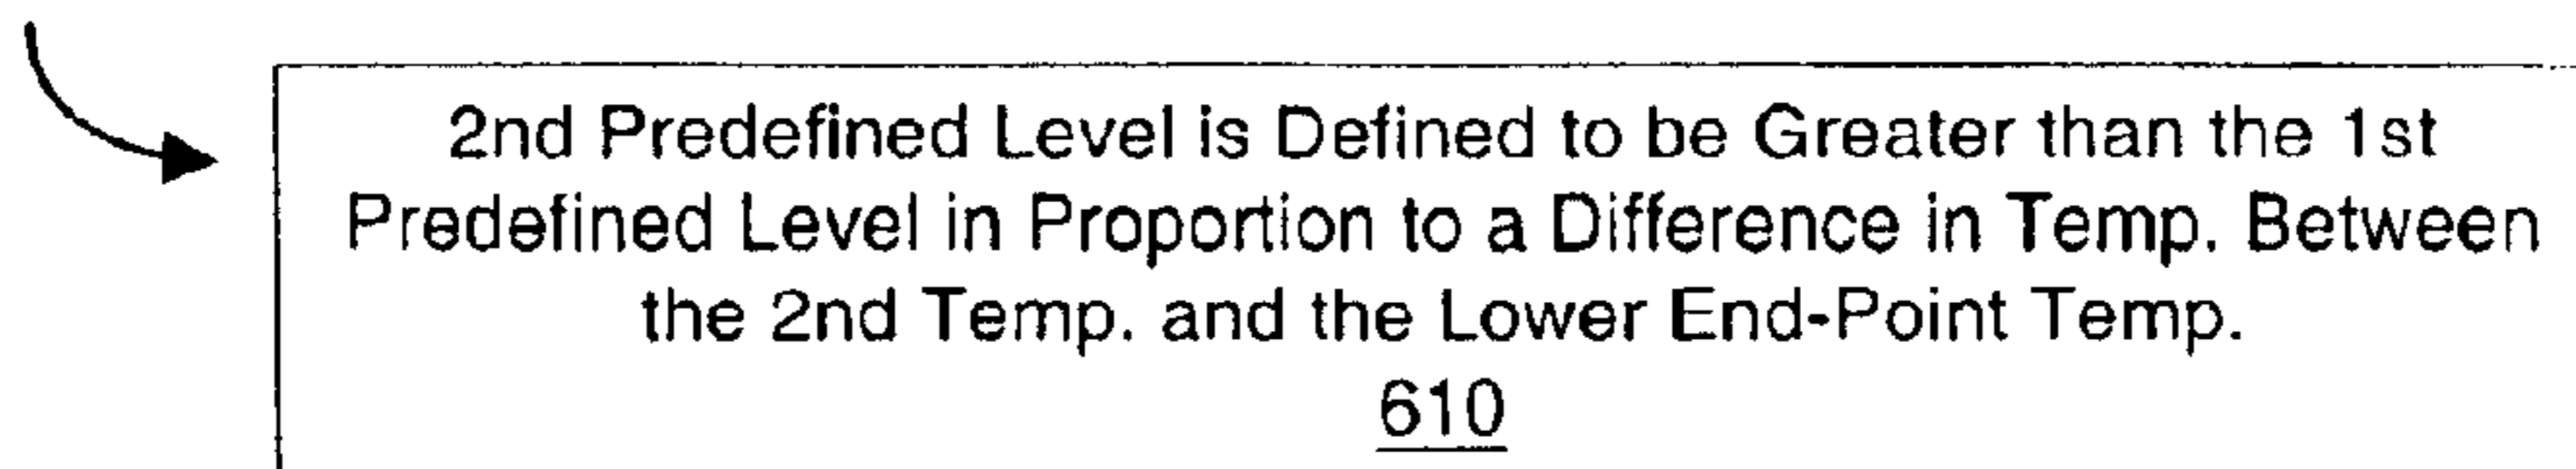 2nd Predefined Level is Defined to be Greater than the 1st
Predefined Level in Proportion to a Difference in Temp. Between
the 2nd Temp. and the Lower End-Point Temp.
610